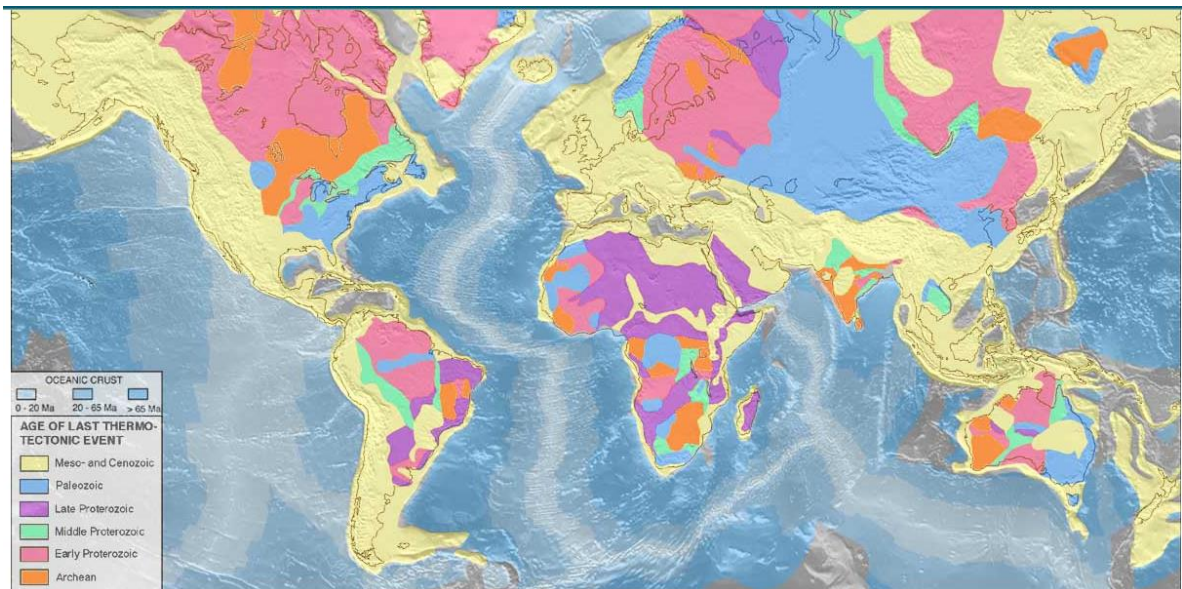 OCEANIC CRUST
0 - 20 Ma 20 - 65 Ma > 65 Ma
AGE OF LAST THERMO-
TECTONIC EVENT
Meso- and Cenozoic
Paleozoic
Late Proterozoic
Middle Proterozoic
Early Proterozoic
Archean